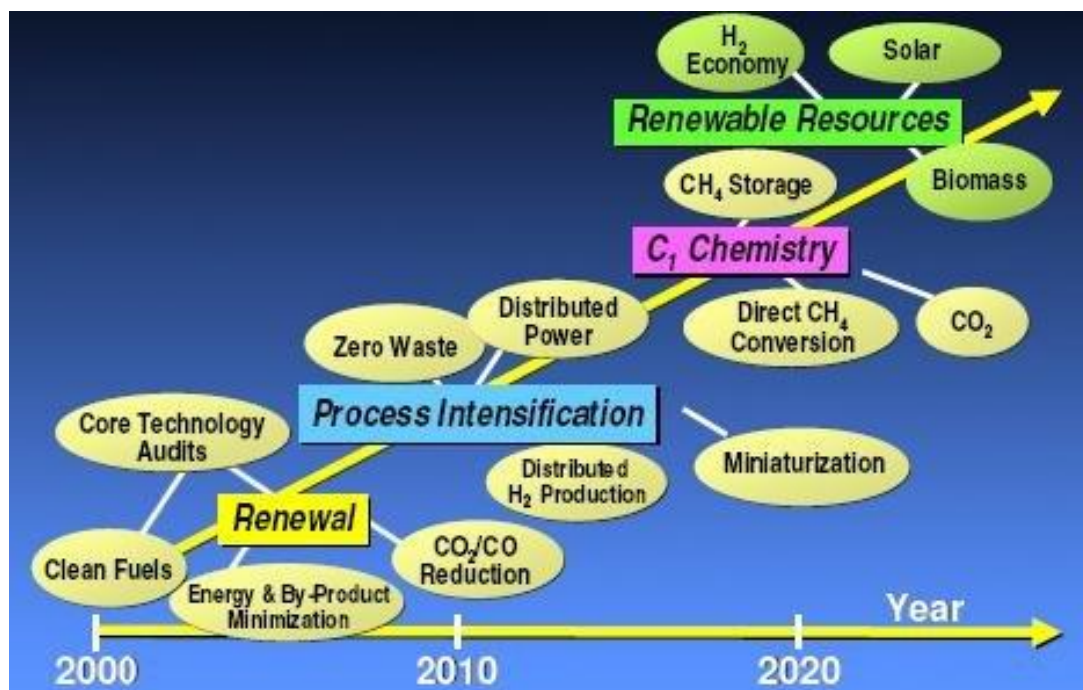 H₂
Economy
Solar
Renewable Resources
CH₄ Storage
Biomass
C₁ Chemistry
Distributed
Power
Zero Waste
Direct CH₄
Conversion
CO₂
Process Intensification
Core Technology
Audits
Distributed
H₂ Production
Miniaturization
Renewal
Clean Fuels
CO₂/CO
Reduction
Energy & By-Product
Minimization
Year
2000
2010
2020